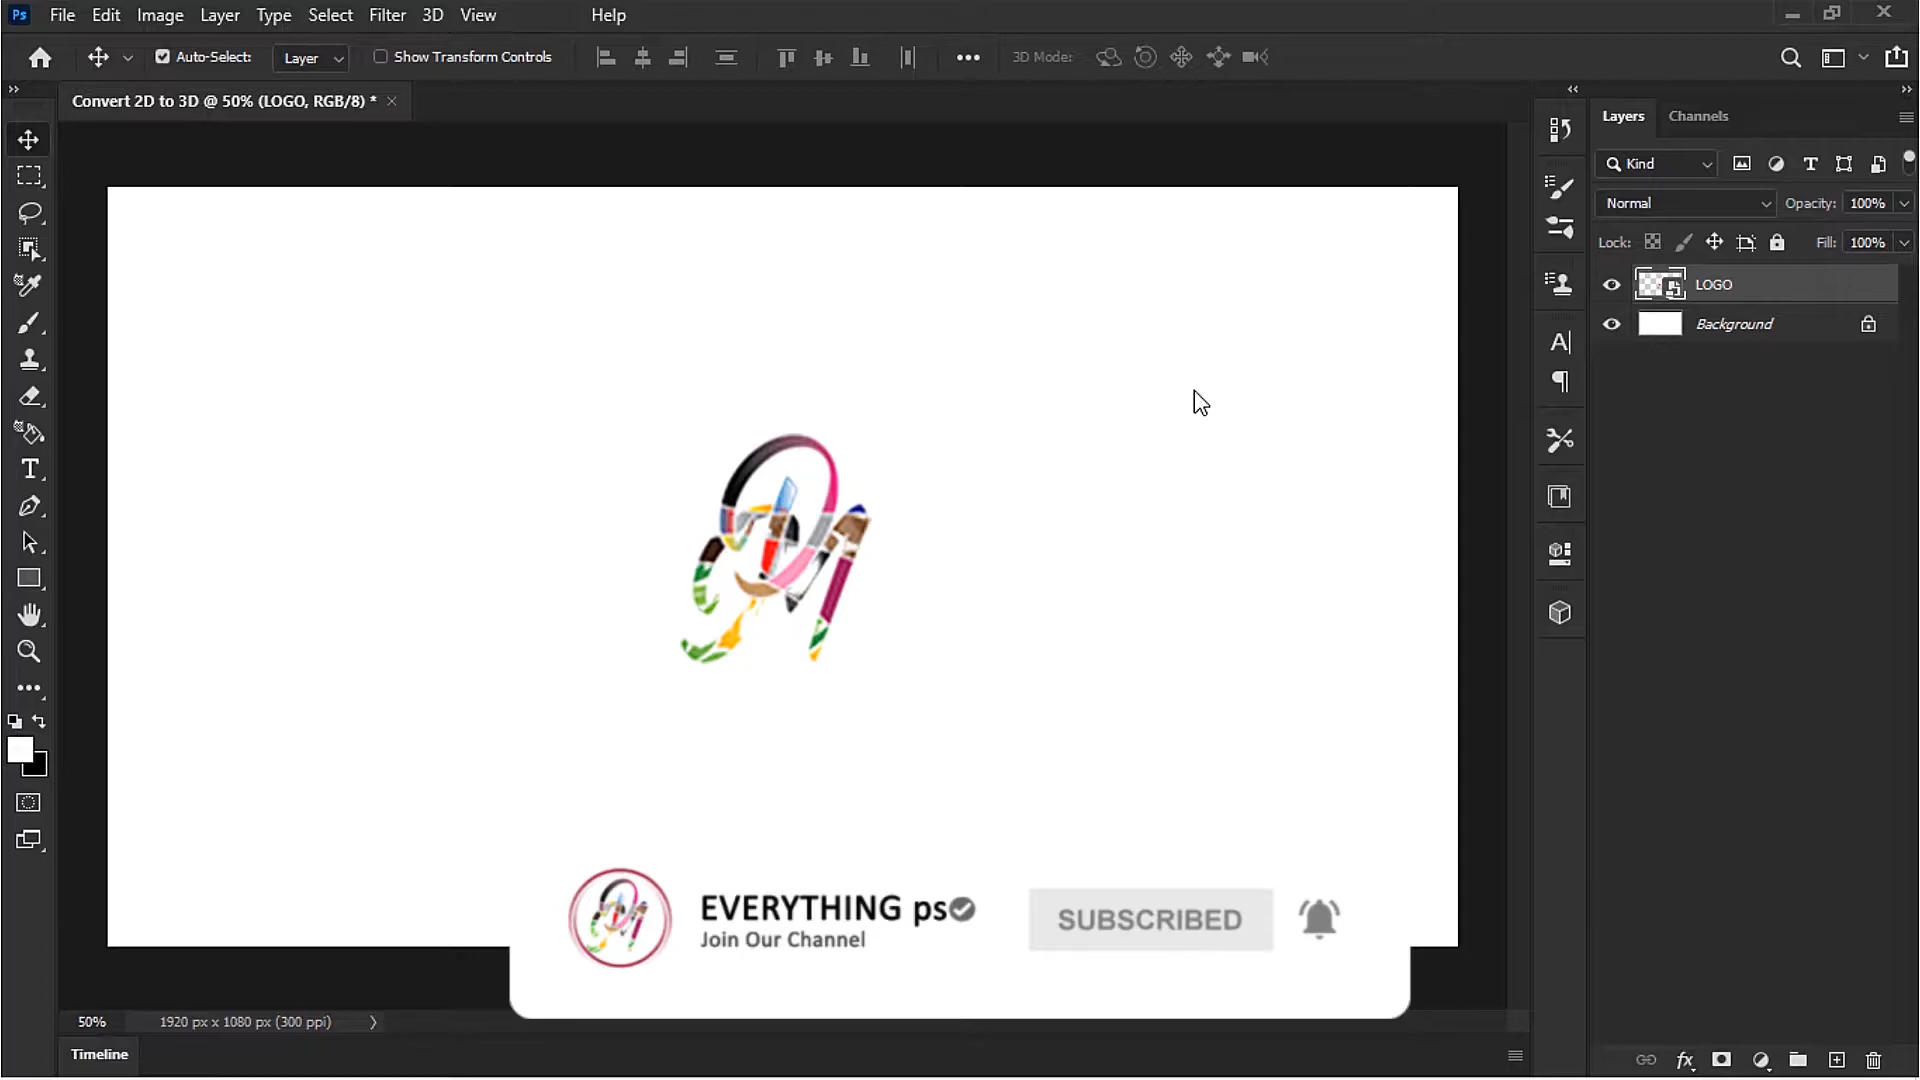 Ps File Edit Image Layer Type Select Filter 3D View Help
Auto-Select: Layer Show Transform Controls 3D Mode:
Convert 2D to 3D @ 50% (LOGO, RGB/8) *
Layers Channels
Kind
Normal Opacity: 100%
Lock: Fill: 100%
LOGO
Background
EVERYTHING ps
Join Our Channel
SUBSCRIBED
50% 1920 px x 1080 px (300 ppi)
Timeline